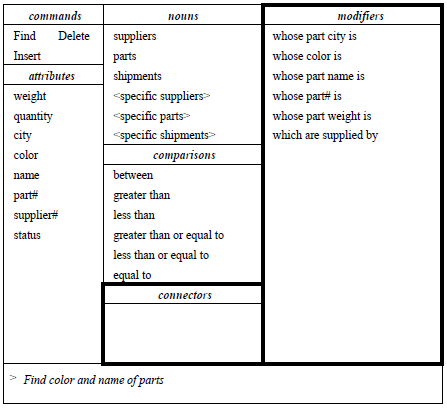 commands
Find Delete
Insert
attributes
weight
quantity
city
color
name
part#
supplier#
status
nouns
suppliers
parts
shipments
<specific suppliers>
<specific parts>
<specific shipments>
comparisons
between
greater than
less than
greater than or equal to
less than or equal to
equal to
connectors
modifiers
whose part city is
whose color is
whose part name is
whose part# is
whose part weight is
which are supplied by
> Find color and name of parts